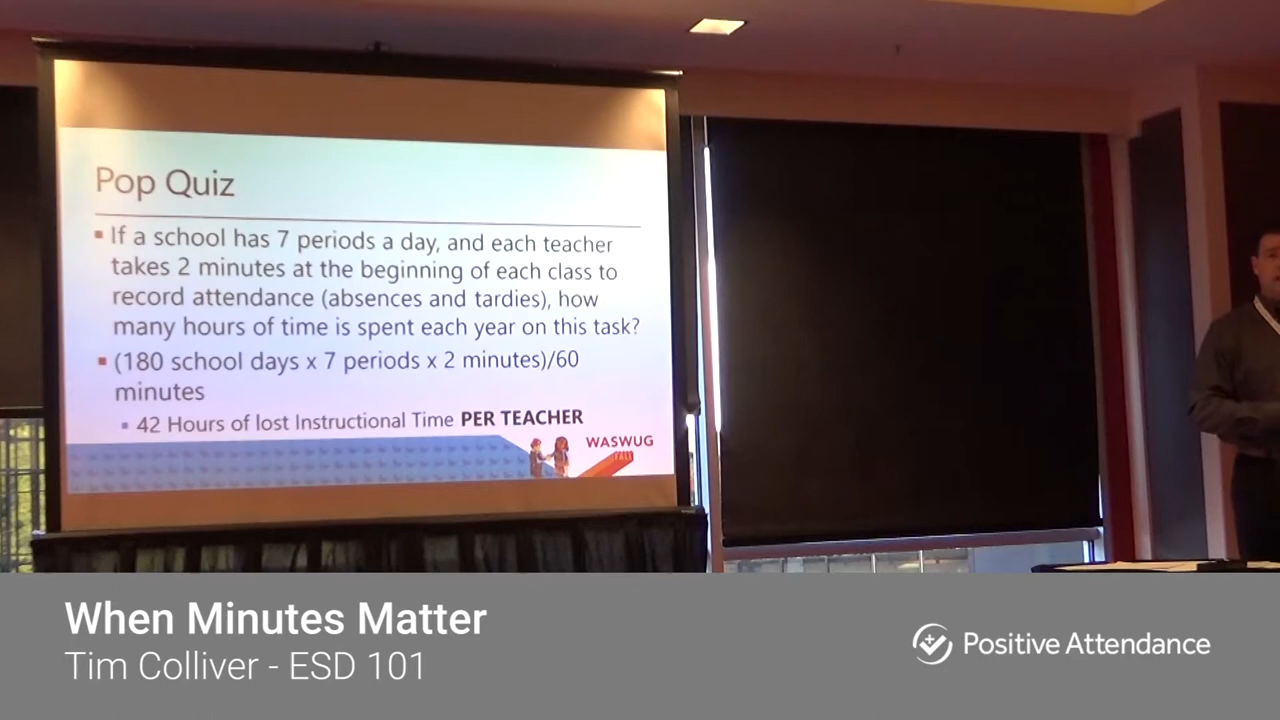 Pop Quiz
▪ If a school has 7 periods a day, and each teacher
takes 2 minutes at the beginning of each class to
record attendance (absences and tardies), how
many hours of time is spent each year on this task?
▪ (180 school days x 7 periods x 2 minutes)/60
minutes
▪ 42 Hours of lost Instructional Time PER TEACHER
WASWUG
FALL
When Minutes Matter
Tim Colliver - ESD 101
Positive Attendance